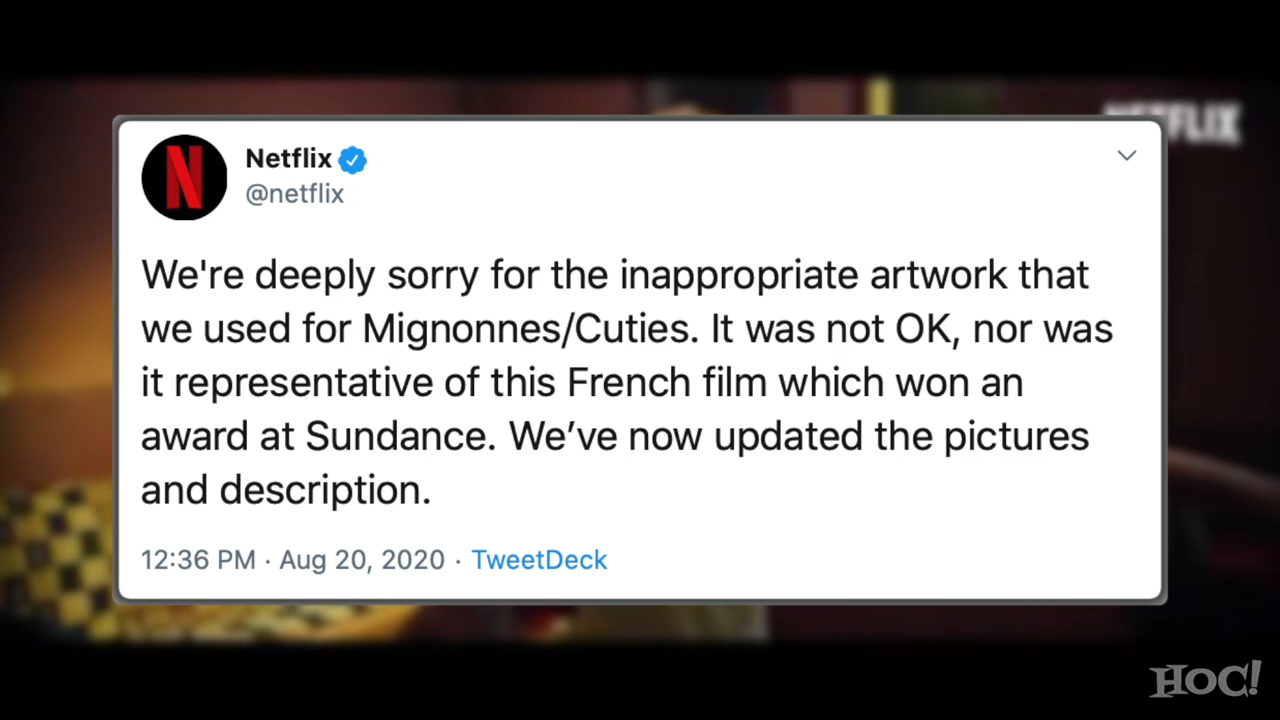 NETFLIX
Netflix
@netflix
We're deeply sorry for the inappropriate artwork that
we used for Mignonnes/Cuties. It was not OK, nor was
it representative of this French film which won an
award at Sundance. We’ve now updated the pictures
and description.
12:36 PM · Aug 20, 2020 · TweetDeck
HOC!